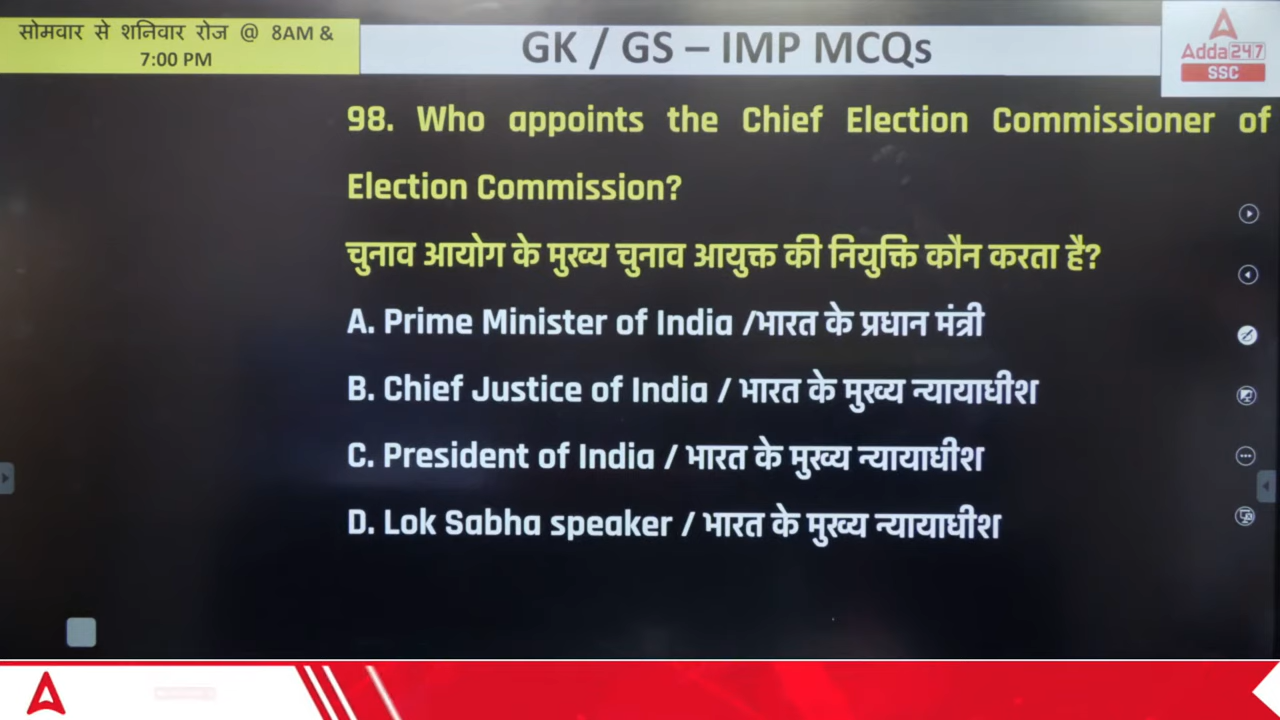 सोमवार से शनिवार रोज @ 8AM &
7:00 PM
GK / GS – IMP MCQs
Adda 247
SSC
98. Who appoints the Chief Election Commissioner of
Election Commission?
चुनाव आयोग के मुख्य चुनाव आयुक्त की नियुक्ति कौन करता है?
A. Prime Minister of India /भारत के प्रधान मंत्री
B. Chief Justice of India / भारत के मुख्य न्यायाधीश
C. President of India / भारत के मुख्य न्यायाधीश
D. Lok Sabha speaker / भारत के मुख्य न्यायाधीश